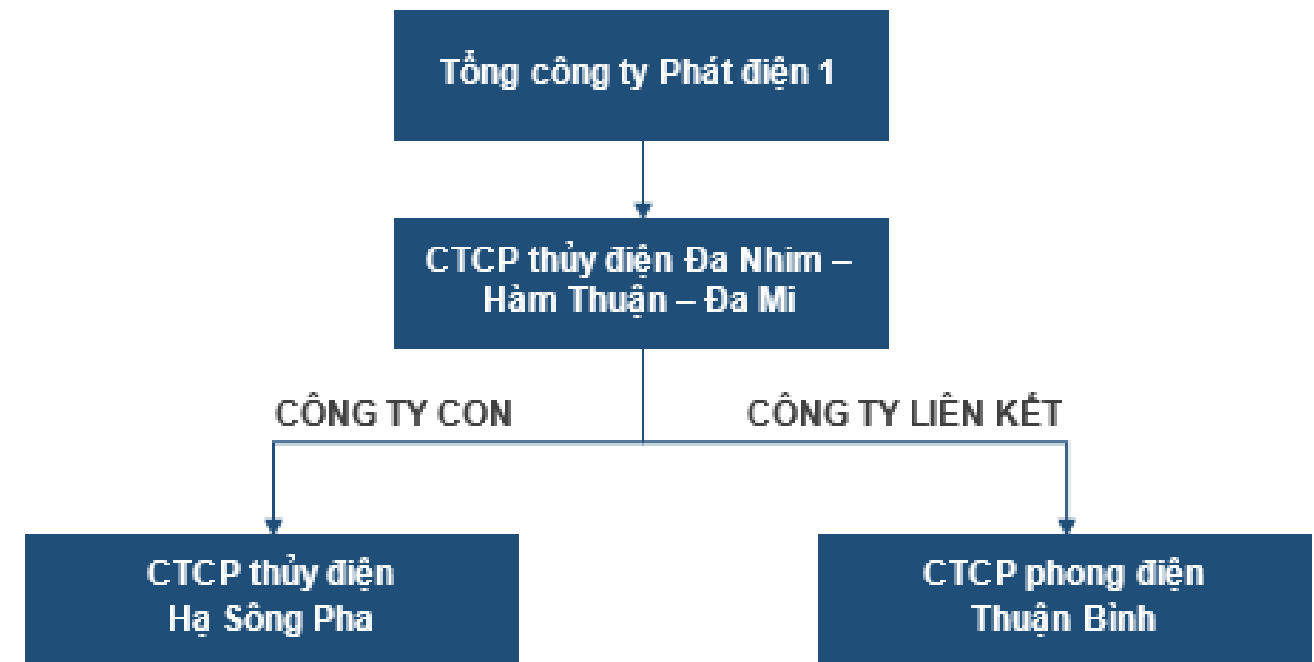 Tổng công ty Phát điện 1
CTCP thủy điện Đa Nhim –
Hàm Thuận – Đa Mi
CÔNG TY CON
CÔNG TY LIÊN KẾT
CTCP thủy điện
Hạ Sông Pha
CTCP phong điện
Thuận Bình